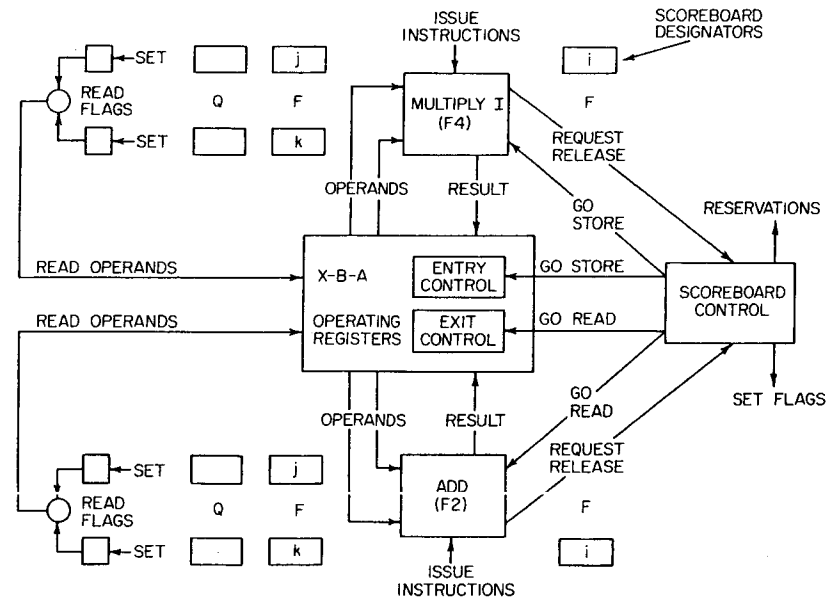 ISSUE
INSTRUCTIONS
SCOREBOARD
DESIGNATORS
SET
j
i
READ
FLAGS
Q
F
MULTIPLY I
(F4)
F
SET
k
REQUEST
RELEASE
OPERANDS
RESULT
GO
STORE
RESERVATIONS
READ OPERANDS
X-B-A
ENTRY
CONTROL
GO STORE
SCOREBOARD
CONTROL
READ OPERANDS
OPERATING
REGISTERS
EXIT
CONTROL
GO READ
SET FLAGS
OPERANDS
RESULT
GO
READ
REQUEST
RELEASE
SET
j
READ
FLAGS
Q
F
ADD
(F2)
F
SET
k
i
ISSUE
INSTRUCTIONS